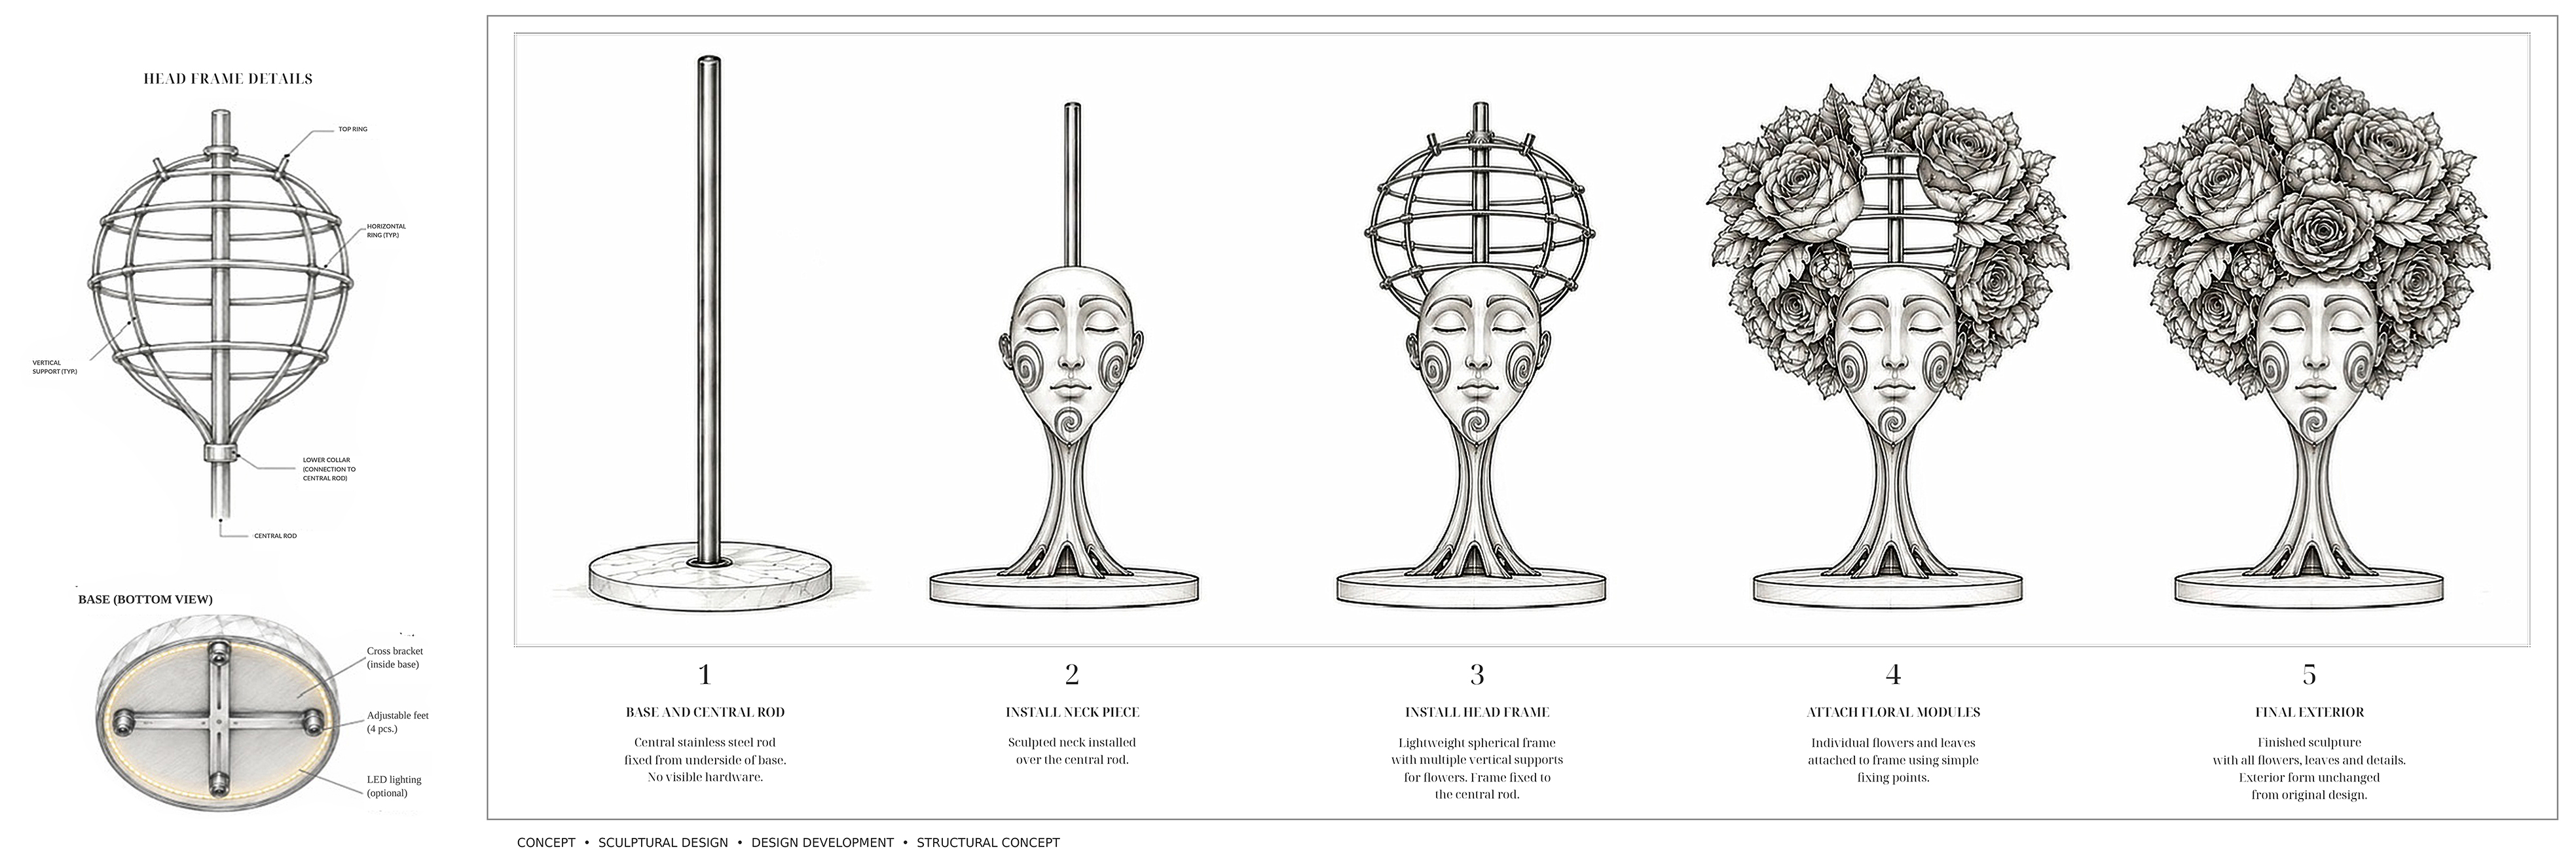 HEAD FRAME DETAILS
TOP RING
HORIZONTAL
RING (TYP.)
VERTICAL
SUPPORT (TYP.)
LOWER COLLAR
(CONNECTION TO
CENTRAL ROD)
CENTRAL ROD
BASE (BOTTOM VIEW)
Cross bracket
(inside base)
Adjustable feet
(4 pcs.)
LED lighting
(optional)
1
BASE AND CENTRAL ROD
Central stainless steel rod
fixed from underside of base.
No visible hardware.
2
INSTALL NECK PIECE
Sculpted neck installed
over the central rod.
3
INSTALL HEAD FRAME
Lightweight spherical frame
with multiple vertical supports
for flowers. Frame fixed to
the central rod.
4
ATTACH FLORAL MODULES
Individual flowers and leaves
attached to frame using simple
fixing points.
5
FINAL EXTERIOR
Finished sculpture
with all flowers, leaves and details.
Exterior form unchanged
from original design.
CONCEPT • SCULPTURAL DESIGN • DESIGN DEVELOPMENT • STRUCTURAL CONCEPT